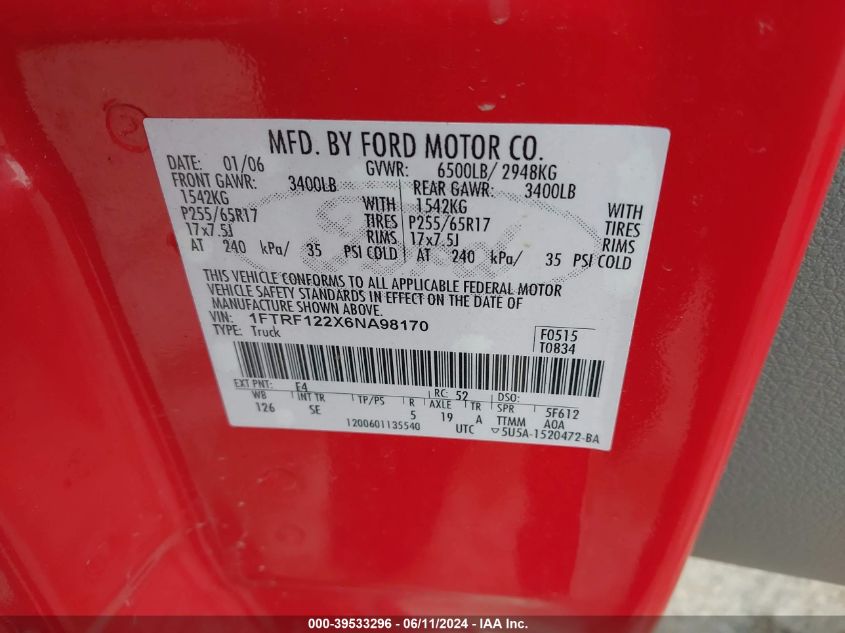 MFD. BY FORD MOTOR CO.
DATE: 01/06 GVWR: 6500LB/ 2948KG
FRONT GAWR: 3400LB REAR GAWR: 3400LB
1542KG WITH 1542KG WITH
P255/65R17 TIRES P255/65R17 TIRES
17x7.5J RIMS 17x7.5J RIMS
AT 240 kPa/ 35 PSI COLD AT 240 kPa/ 35 PSI COLD
THIS VEHICLE CONFORMS TO ALL APPLICABLE FEDERAL MOTOR
VEHICLE SAFETY STANDARDS IN EFFECT ON THE DATE OF
MANUFACTURE SHOWN ABOVE.
VIN: 1FTRF122X6NA98170 F0515
TYPE: Truck T0834
EXT PNT: E4 RC: 52 DSO:
WB INT TR TP/PS R AXLE TR SPR 5F612
126 SE 5 19 A TTMM A0A
1200601135540 UTC ▽5U5A-1520472-BA
Ford
000-39533296 - 06/11/2024 - IAA Inc.